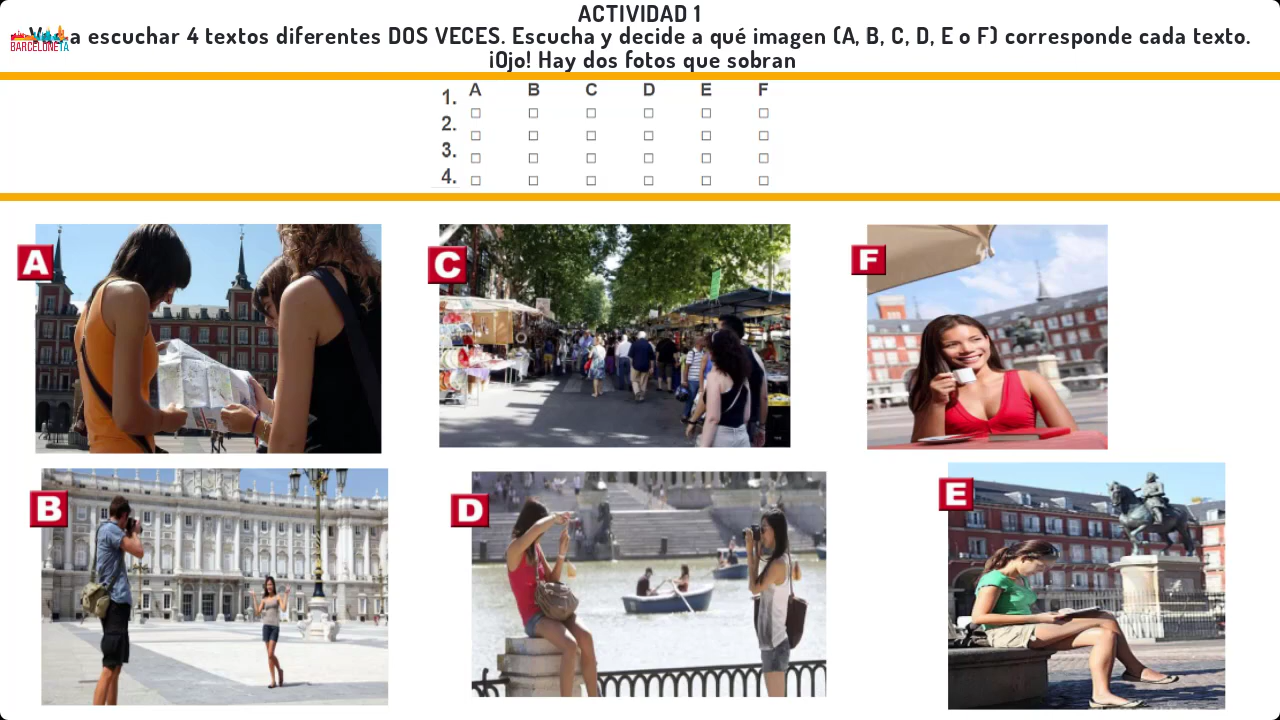 ACTIVIDAD 1
a escuchar 4 textos diferentes DOS VECES. Escucha y decide a qué imagen (A, B, C, D, E o F) corresponde cada texto.
BARCELONETA
¡Ojo! Hay dos fotos que sobran
A B C D E F
1.
2.
3.
4.
A
C
F
B
D
E